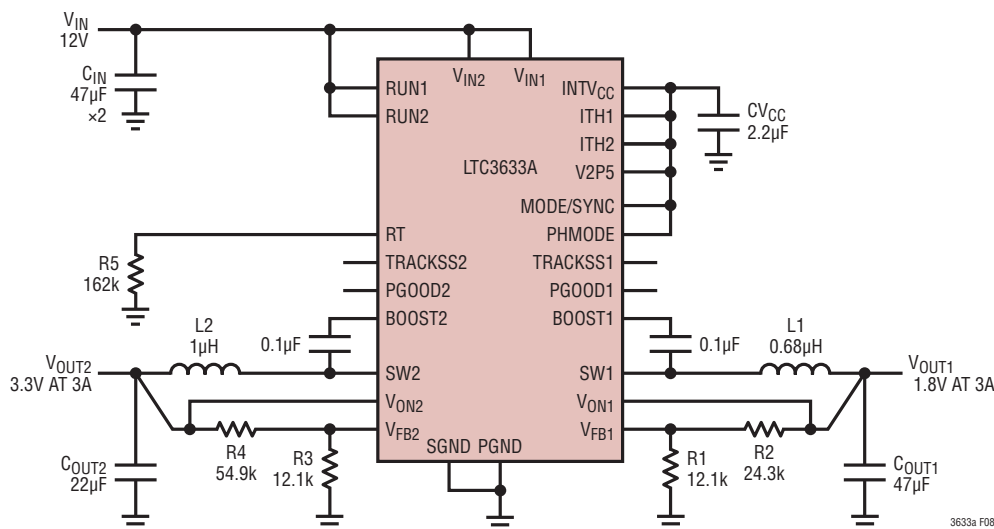 VIN
12V
CIN
47µF
×2
VIN2
VIN1
RUN1
RUN2
LTC3633A
INTVCC
ITH1
ITH2
V2P5
MODE/SYNC
PHMODE
CVCC
2.2µF
RT
R5
162k
TRACKSS2
PGOOD2
BOOST2
TRACKSS1
PGOOD1
BOOST1
L2
1µH
0.1µF
0.1µF
L1
0.68µH
VOUT2
3.3V AT 3A
SW2
VON2
VFB2
SW1
VON1
VFB1
VOUT1
1.8V AT 3A
SGND PGND
R4
54.9k
R3
12.1k
COUT2
22µF
R1
12.1k
R2
24.3k
COUT1
47µF
3633a F08